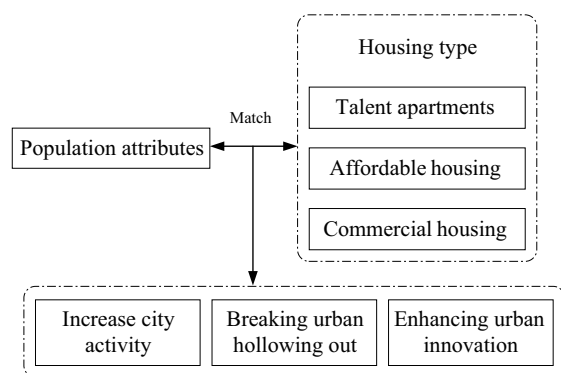 Housing type
Talent apartments
Match
Population attributes
Affordable housing
Commercial housing
Increase city
activity
Breaking urban
hollowing out
Enhancing urban
innovation